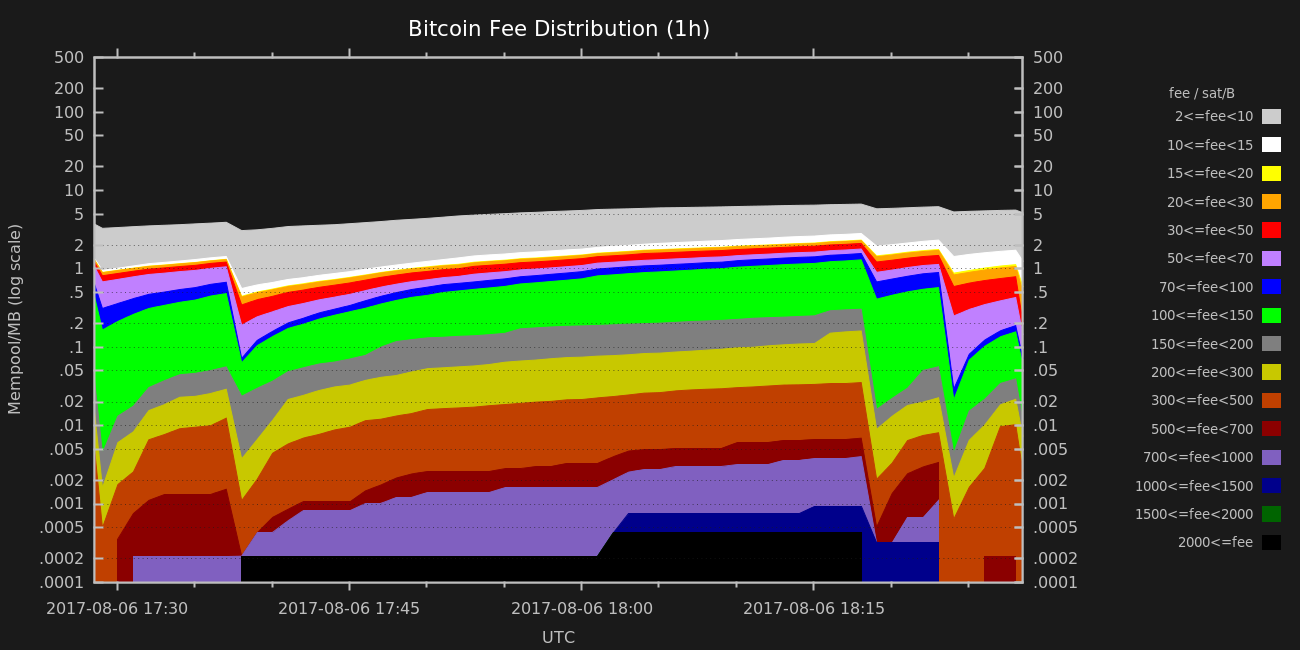 Bitcoin Fee Distribution (1h)
500 500
200 200
100 100
50 50
20 20
10 10
5 5
2 2
1 1
.5 .5
.2 .2
.1 .1
.05 .05
.02 .02
.01 .01
.005 .005
.002 .002
.001 .001
.0005 .0005
.0002 .0002
.0001 .0001
Mempool/MB (log scale)
2017-08-06 17:30 2017-08-06 17:45 2017-08-06 18:00 2017-08-06 18:15
UTC
fee / sat/B
2<=fee<10
10<=fee<15
15<=fee<20
20<=fee<30
30<=fee<50
50<=fee<70
70<=fee<100
100<=fee<150
150<=fee<200
200<=fee<300
300<=fee<500
500<=fee<700
700<=fee<1000
1000<=fee<1500
1500<=fee<2000
2000<=fee